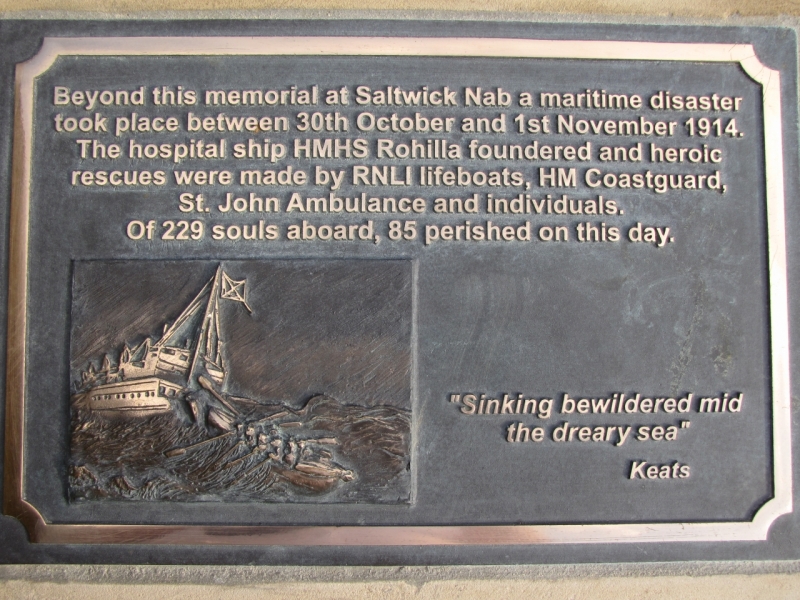 Beyond this memorial at Saltwick Nab a maritime disaster
took place between 30th October and 1st November 1914.
The hospital ship HMHS Rohilla foundered and heroic
rescues were made by RNLI lifeboats, HM Coastguard,
St. John Ambulance and individuals.
Of 229 souls aboard, 85 perished on this day.
"Sinking bewildered mid
the dreary sea"
Keats